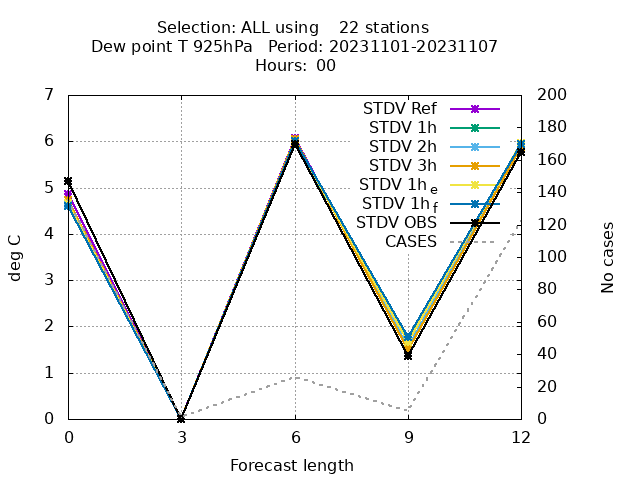 Selection: ALL using    22 stations
Dew point T 925hPa   Period: 20231101-20231107
Hours:  00
7
6
5
4
3
2
1
0
200
180
160
140
120
100
80
60
40
20
0
STDV Ref
STDV 1h
STDV 2h
STDV 3h
STDV 1h e
STDV 1h f
STDV OBS
CASES
deg C
No cases
0 3 6 9 12
Forecast length